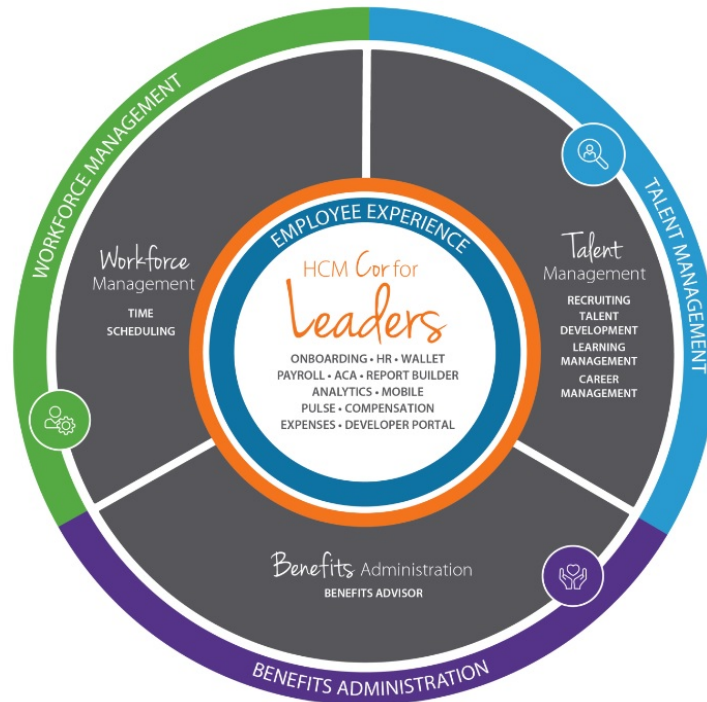 WORKFORCE MANAGEMENT
TALENT MANAGEMENT
EMPLOYEE EXPERIENCE
HCM Cor for
Leaders
ONBOARDING • HR • WALLET
PAYROLL • ACA • REPORT BUILDER
ANALYTICS • MOBILE
PULSE • COMPENSATION
EXPENSES • DEVELOPER PORTAL
Workforce
Management
TIME
SCHEDULING
Talent
Management
RECRUITING
TALENT
DEVELOPMENT
LEARNING
MANAGEMENT
CAREER
MANAGEMENT
Benefits Administration
BENEFITS ADVISOR
BENEFITS ADMINISTRATION